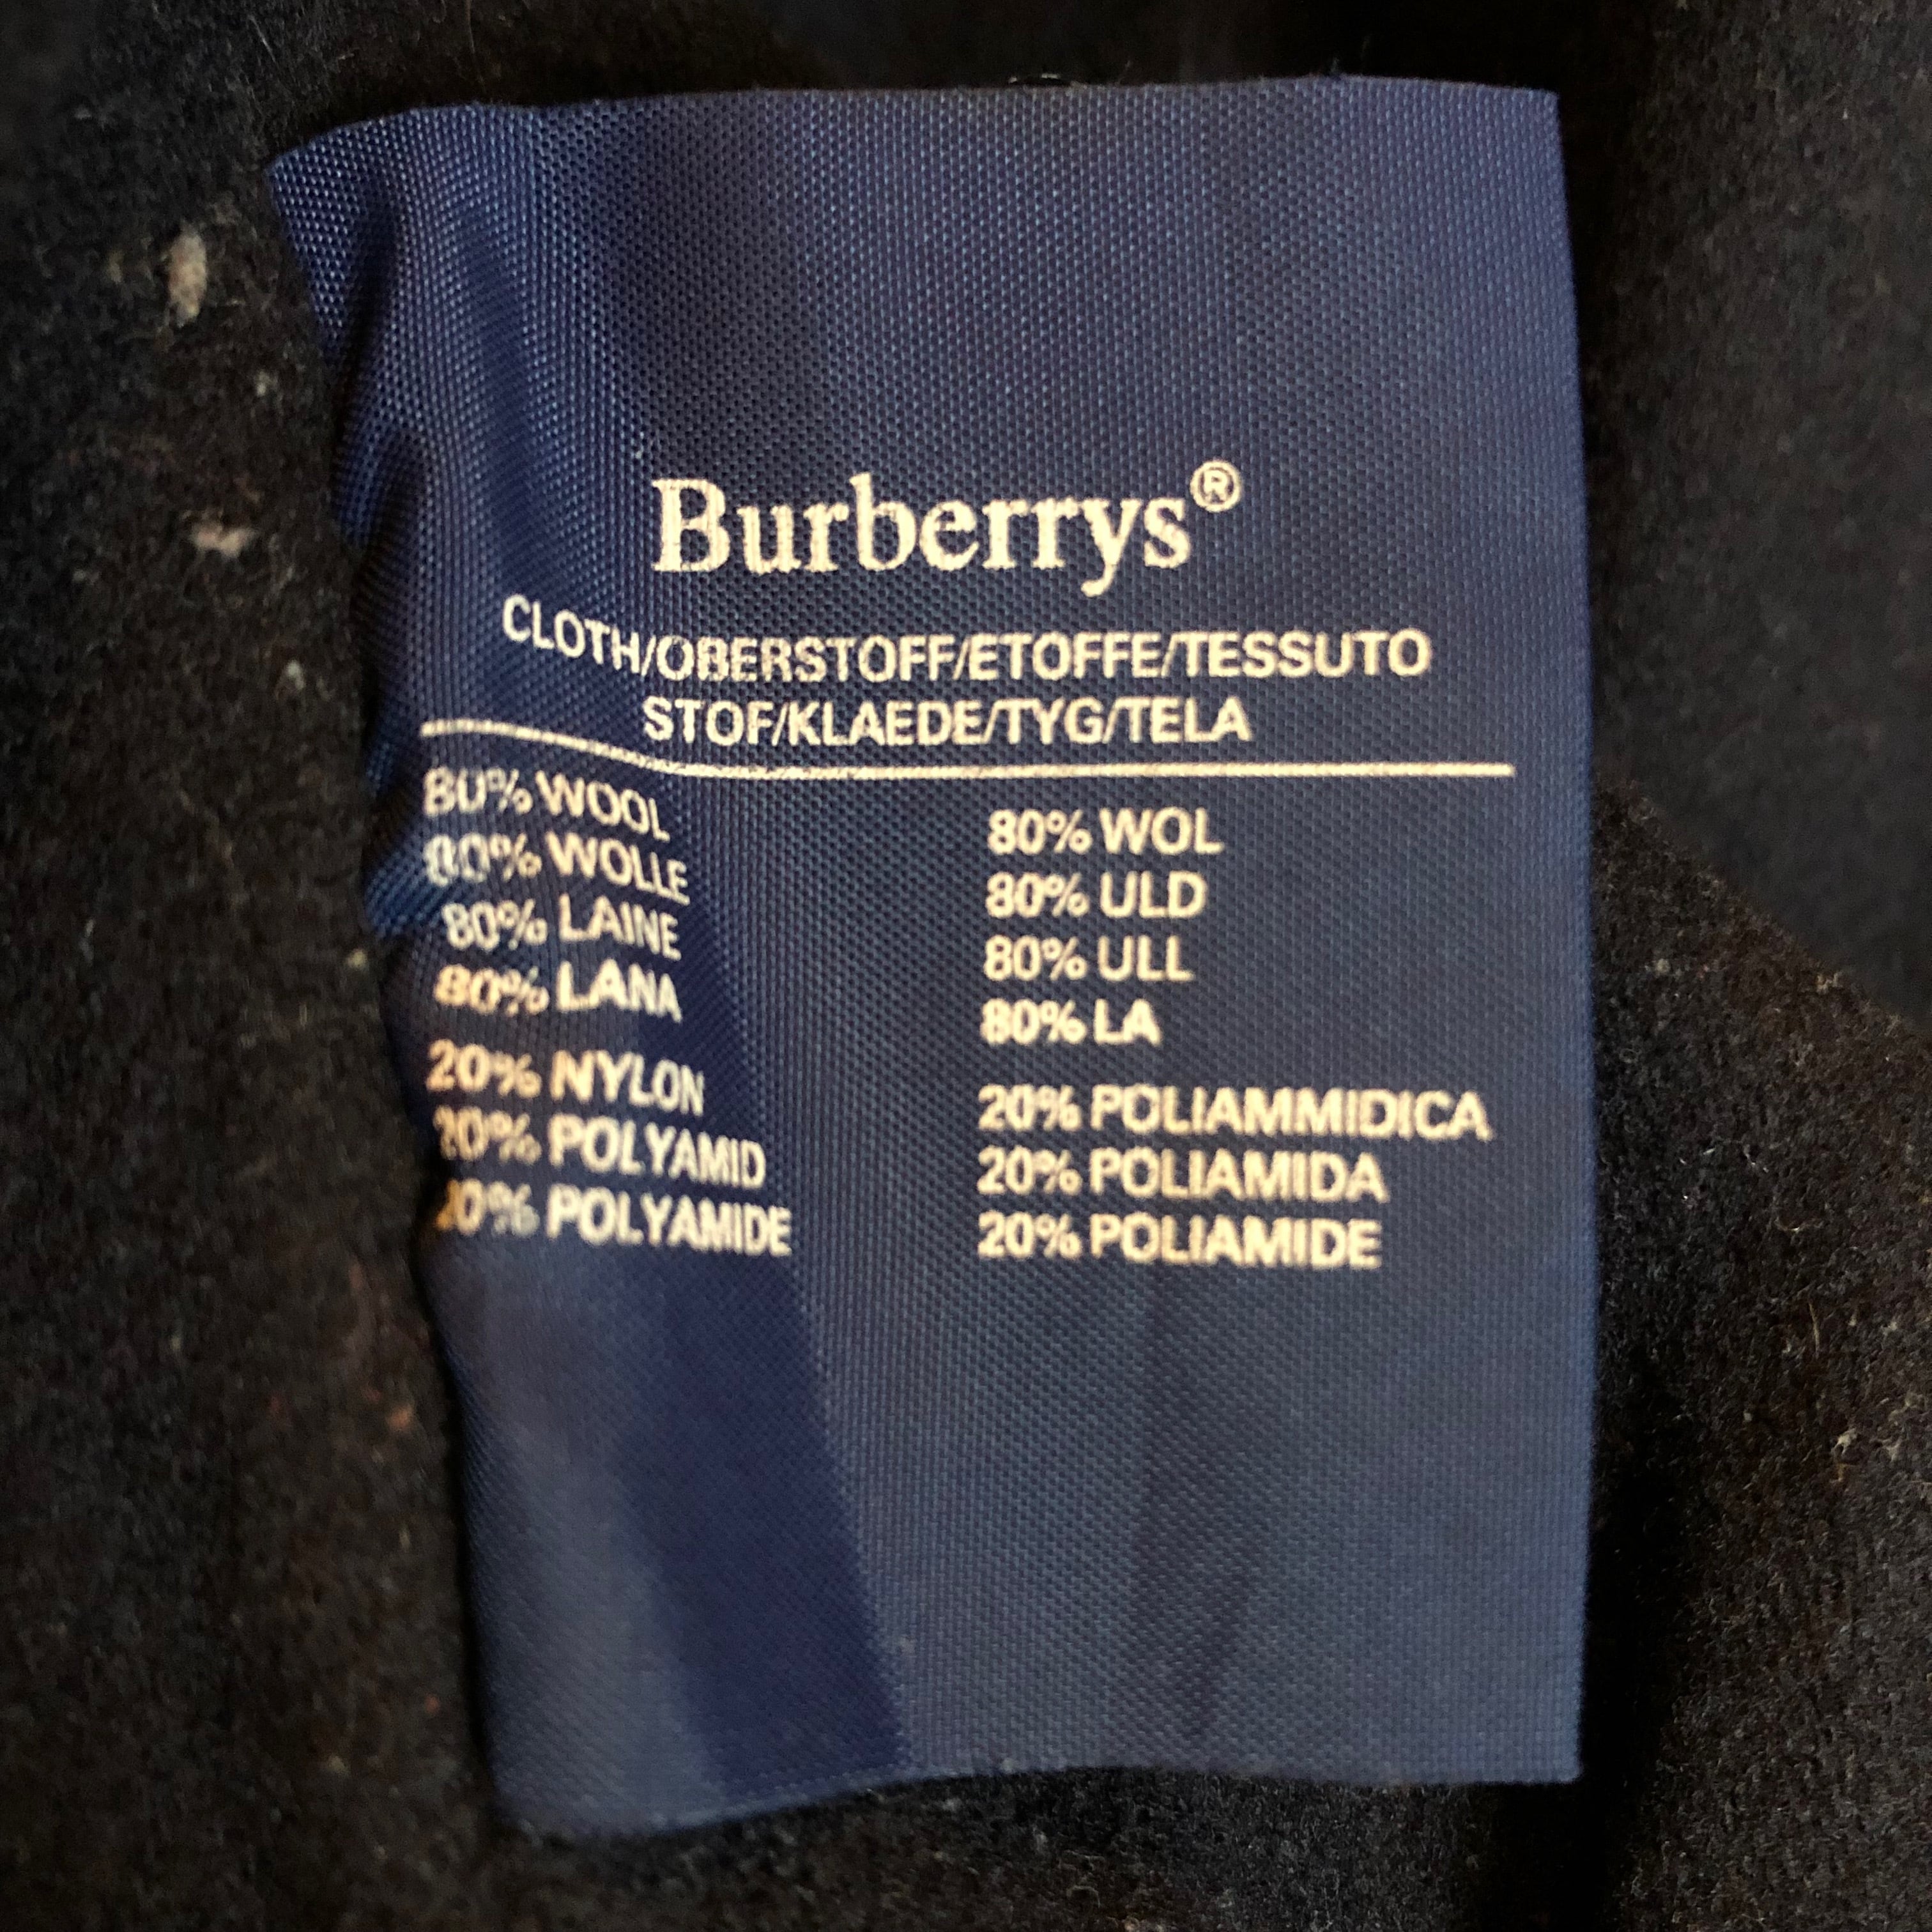 Burberrys®
CLOTH/OBERSTOFF/ETOFFE/TESSUTO
STOF/KLAEDE/TYG/TELA
80% WOOL
80% WOLLE
80% LAINE
80% LANA
20% NYLON
20% POLYAMID
20% POLYAMIDE
80% WOL
80% ULD
80% ULL
80% LA
20% POLIAMMIDICA
20% POLIAMIDA
20% POLIAMIDE